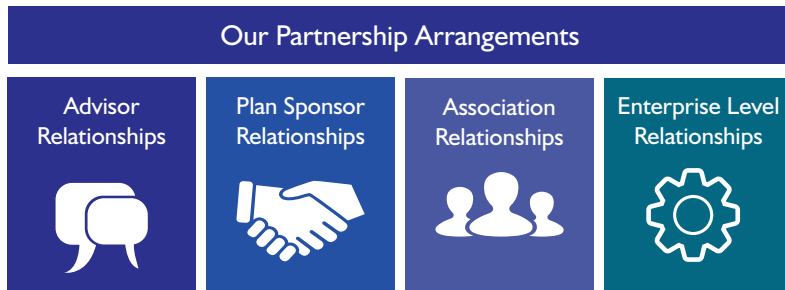 Our Partnership Arrangements
Advisor
Relationships
Plan Sponsor
Relationships
Association
Relationships
Enterprise Level
Relationships